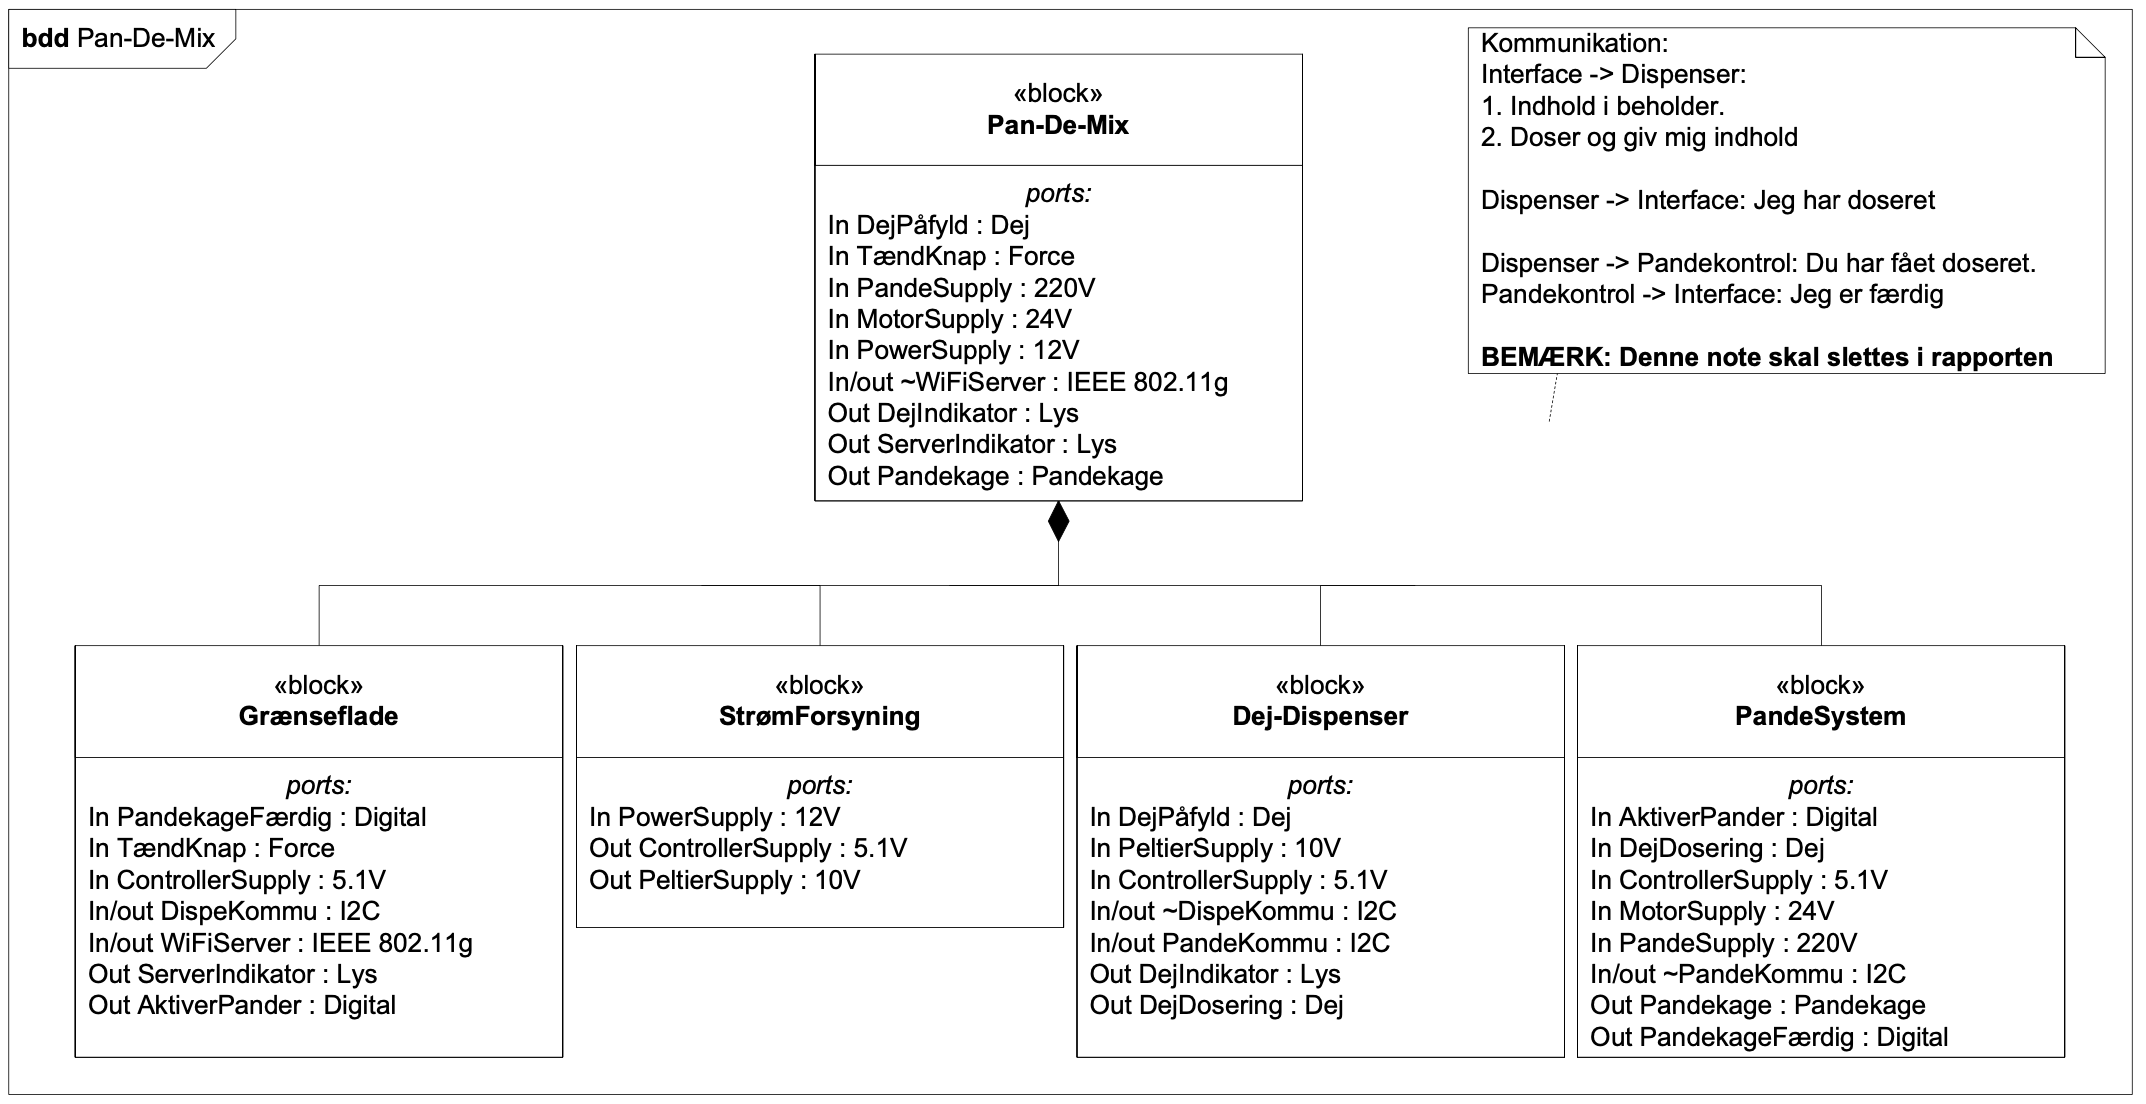 bdd Pan-De-Mix
«block»
Pan-De-Mix
ports:
In DejPåfyld : Dej
In TændKnap : Force
In PandeSupply : 220V
In MotorSupply : 24V
In PowerSupply : 12V
In/out ~WiFiServer : IEEE 802.11g
Out DejIndikator : Lys
Out ServerIndikator : Lys
Out Pandekage : Pandekage
Kommunikation:
Interface -> Dispenser:
1. Indhold i beholder.
2. Doser og giv mig indhold
Dispenser -> Interface: Jeg har doseret
Dispenser -> Pandekontrol: Du har fået doseret.
Pandekontrol -> Interface: Jeg er færdig
BEMÆRK: Denne note skal slettes i rapporten
«block»
Grænseflade
ports:
In PandekageFærdig : Digital
In TændKnap : Force
In ControllerSupply : 5.1V
In/out DispeKommu : I2C
In/out WiFiServer : IEEE 802.11g
Out ServerIndikator : Lys
Out AktiverPander : Digital
«block»
StrømForsyning
ports:
In PowerSupply : 12V
Out ControllerSupply : 5.1V
Out PeltierSupply : 10V
«block»
Dej-Dispenser
ports:
In DejPåfyld : Dej
In PeltierSupply : 10V
In ControllerSupply : 5.1V
In/out ~DispeKommu : I2C
In/out PandeKommu : I2C
Out DejIndikator : Lys
Out DejDosering : Dej
«block»
PandeSystem
ports:
In AktiverPander : Digital
In DejDosering : Dej
In ControllerSupply : 5.1V
In MotorSupply : 24V
In PandeSupply : 220V
In/out ~PandeKommu : I2C
Out Pandekage : Pandekage
Out PandekageFærdig : Digital